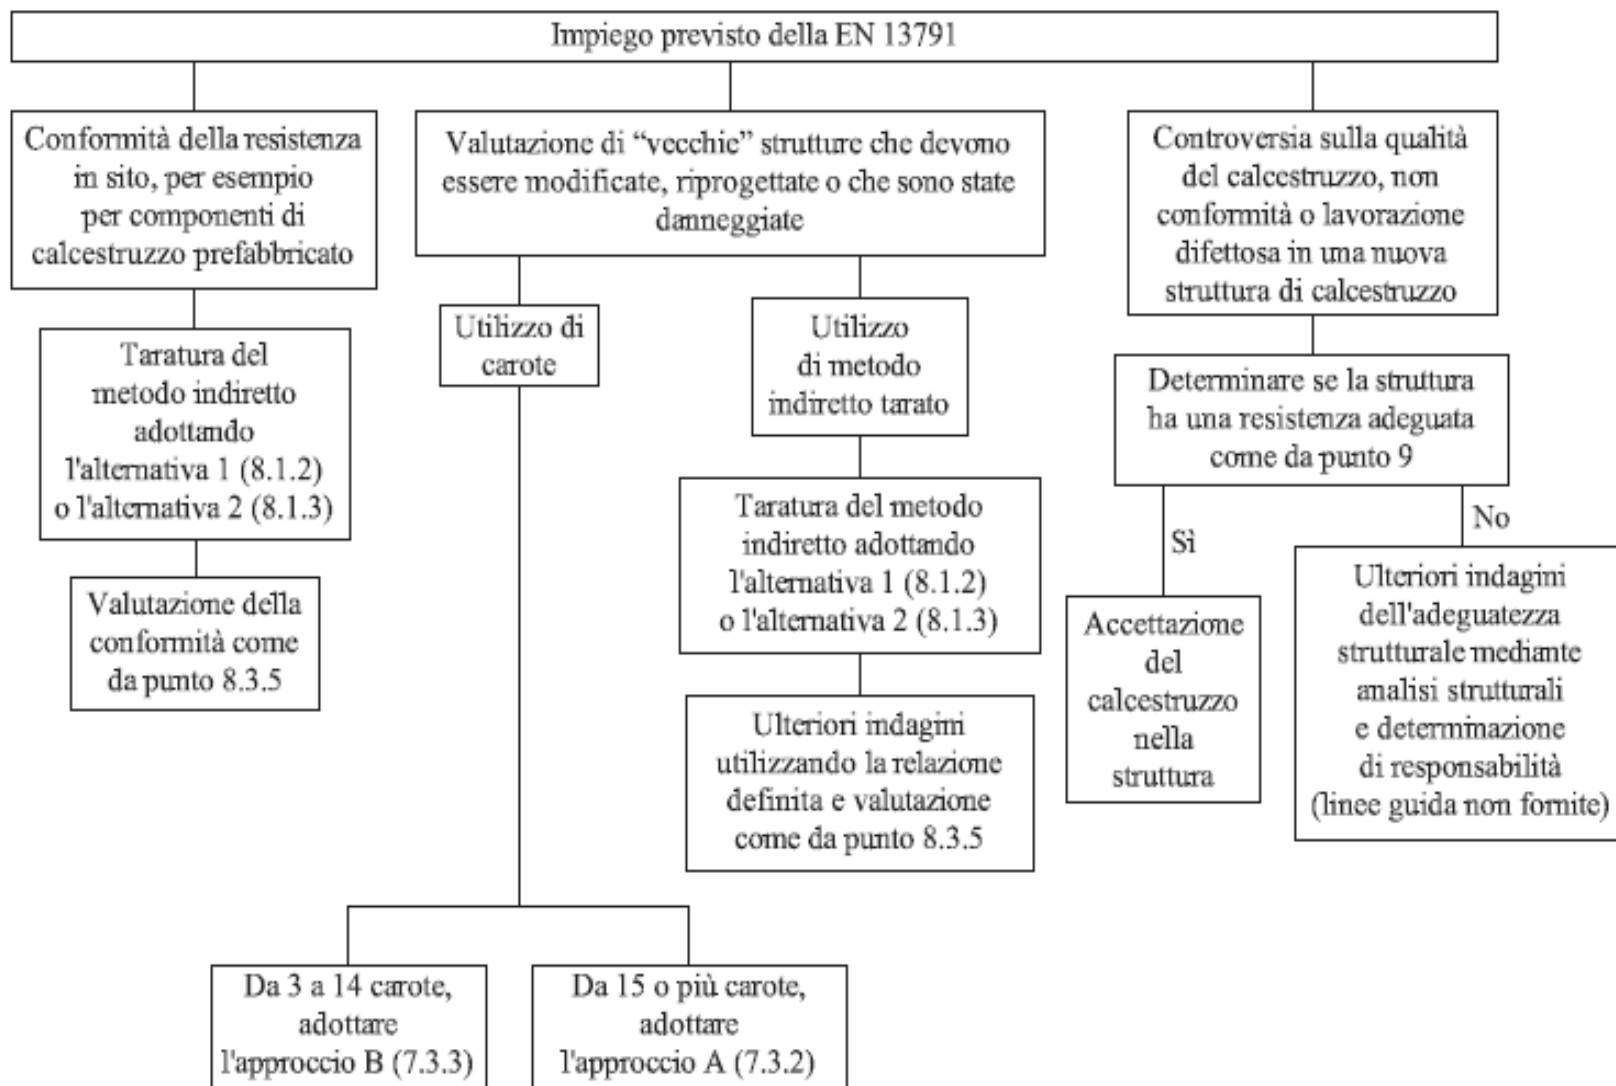 Impiego previsto della EN 13791
Conformità della resistenza
in sito, per esempio
per componenti di
calcestruzzo prefabbricato
Taratura del
metodo indiretto
adottando
l'alternativa 1 (8.1.2)
o l'alternativa 2 (8.1.3)
Valutazione della
conformità come
da punto 8.3.5
Valutazione di “vecchie” strutture che devono
essere modificate, riprogettate o che sono state
danneggiate
Utilizzo di
carote
Da 3 a 14 carote,
adottare
l'approccio B (7.3.3)
Da 15 o più carote,
adottare
l'approccio A (7.3.2)
Utilizzo
di metodo
indiretto tarato
Taratura del metodo
indiretto adottando
l'alternativa 1 (8.1.2)
o l'alternativa 2 (8.1.3)
Ulteriori indagini
utilizzando la relazione
definita e valutazione
come da punto 8.3.5
Controversia sulla qualità
del calcestruzzo, non
conformità o lavorazione
difettosa in una nuova
struttura di calcestruzzo
Determinare se la struttura
ha una resistenza adeguata
come da punto 9
Sì
Accettazione
del
calcestruzzo
nella
struttura
No
Ulteriori indagini
dell'adeguatezza
strutturale mediante
analisi strutturali
e determinazione
di responsabilità
(linee guida non fornite)